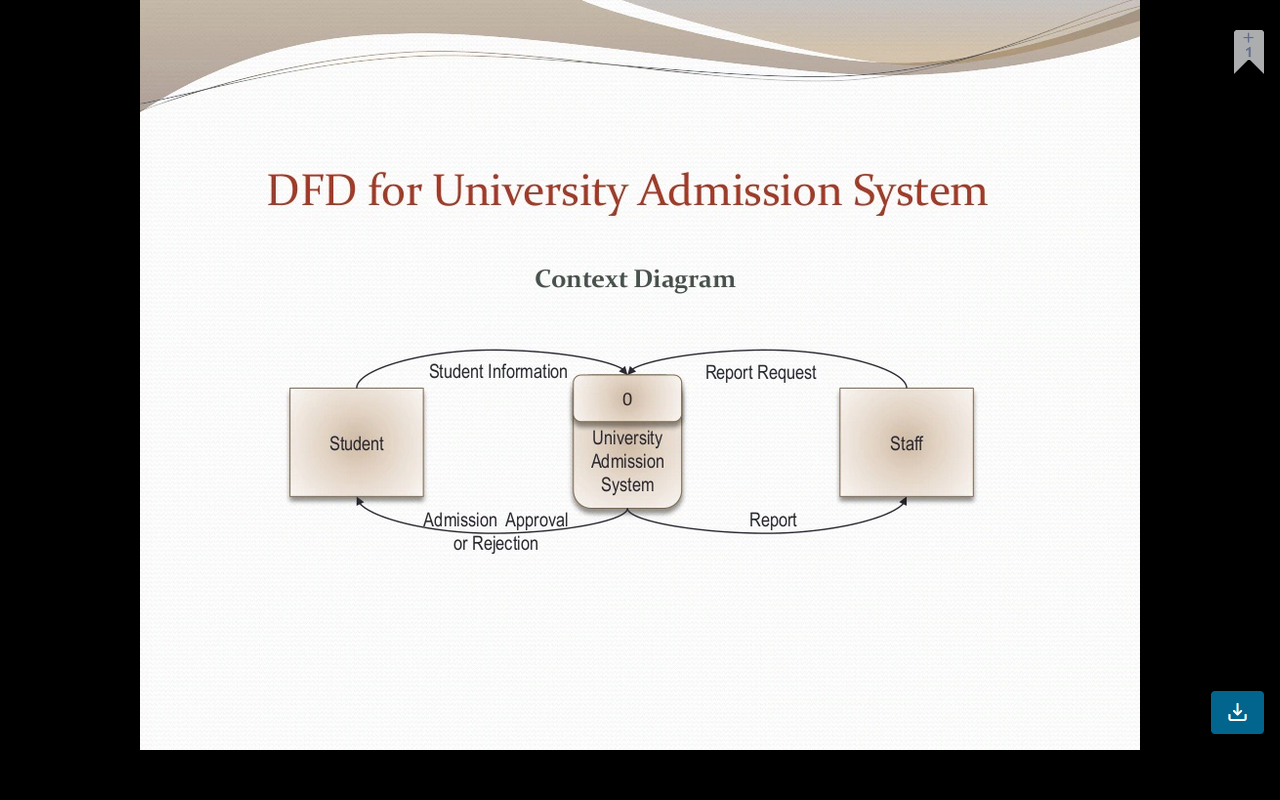 +
1
DFD for University Admission System
Context Diagram
Student Information
Report Request
0
Student
University
Admission
System
Staff
Admission Approval
or Rejection
Report